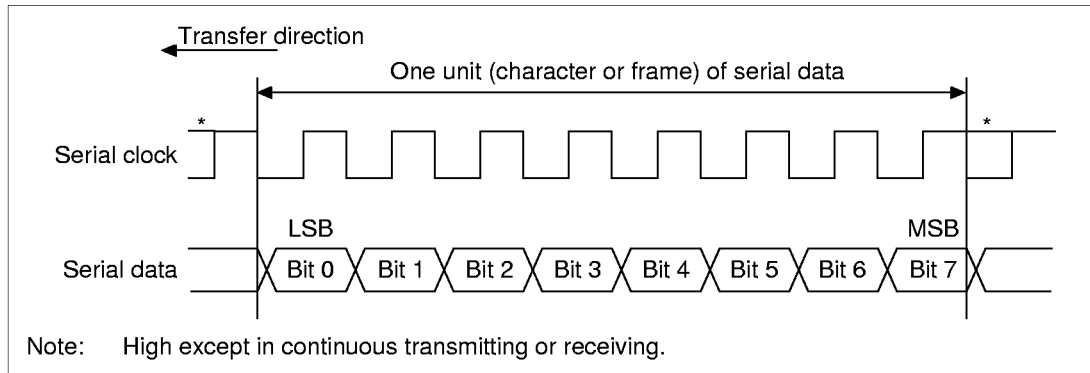 Transfer direction
One unit (character or frame) of serial data
* *
Serial clock
LSB MSB
Serial data Bit 0 Bit 1 Bit 2 Bit 3 Bit 4 Bit 5 Bit 6 Bit 7
Note: High except in continuous transmitting or receiving.